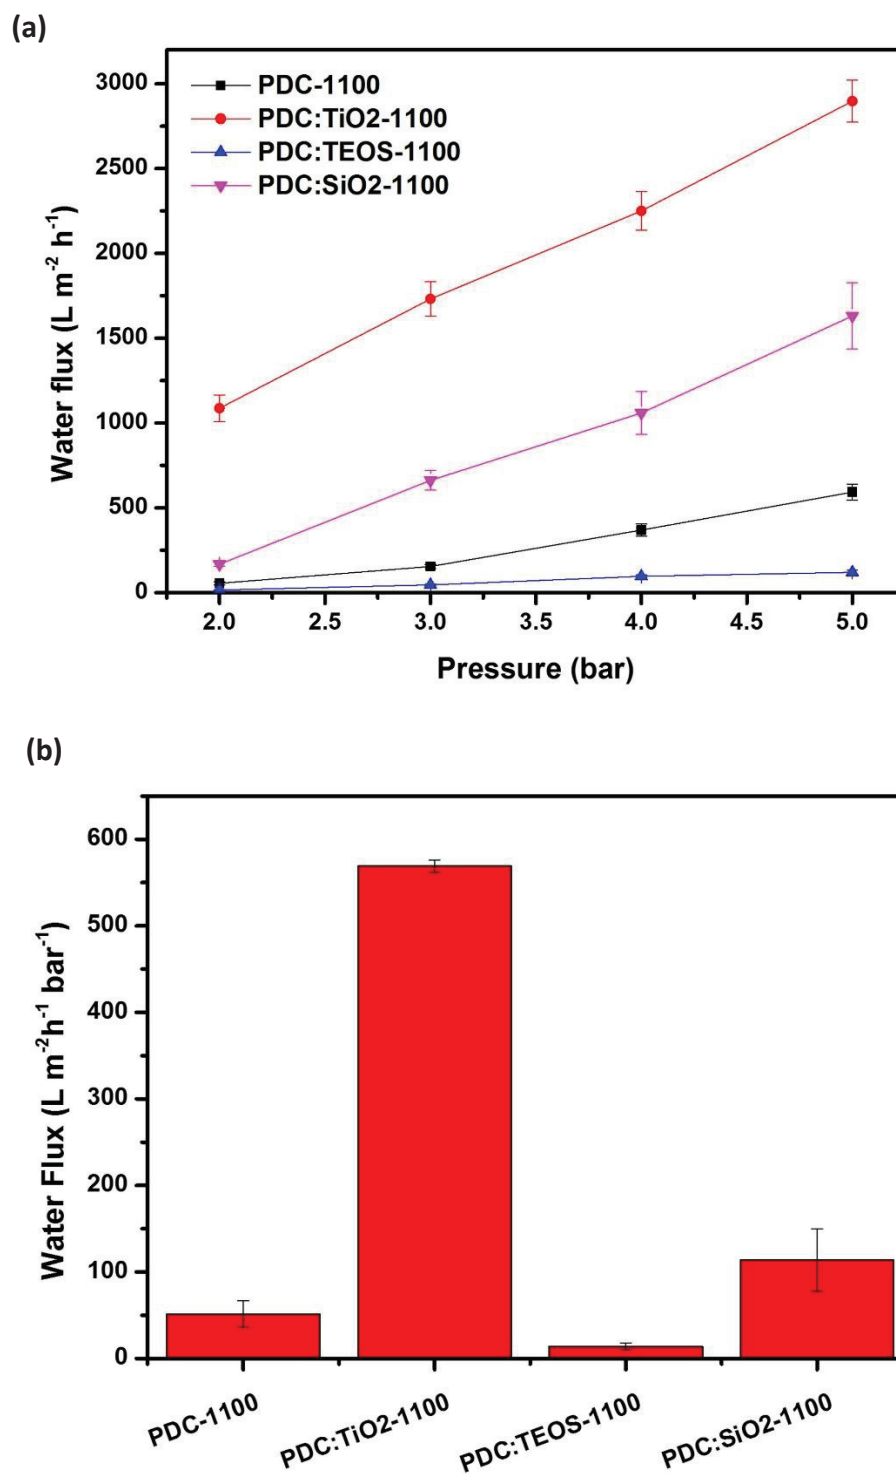 (a)
3000
2500
2000
1500
1000
500
0
Water flux (L m⁻² h⁻¹)
PDC-1100
PDC:TiO2-1100
PDC:TEOS-1100
PDC:SiO2-1100
2.0 2.5 3.0 3.5 4.0 4.5 5.0
Pressure (bar)
(b)
600
500
400
300
200
100
0
Water Flux (L m⁻²h⁻¹ bar⁻¹)
PDC-1100 PDC:TiO2-1100 PDC:TEOS-1100 PDC:SiO2-1100